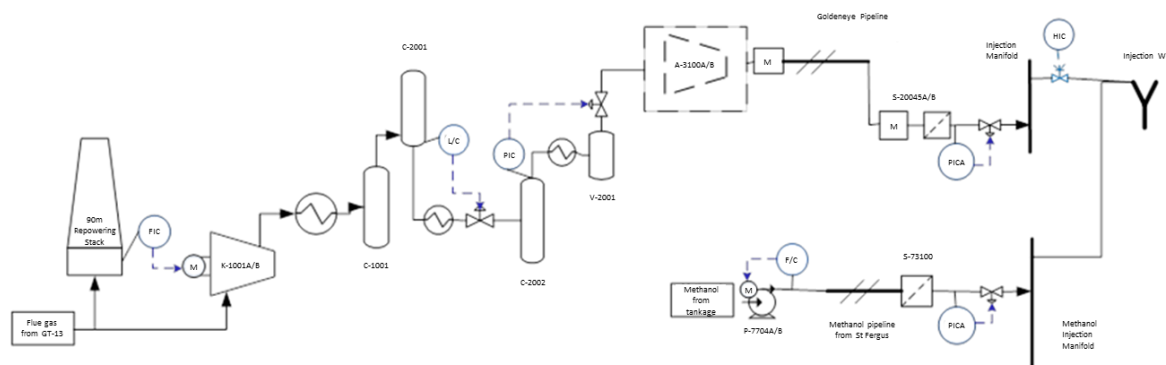 C-2001
Goldeneye Pipeline
Injection
Manifold
HIC
Injection W
A-3100A/B
M
S-20045A/B
M
L/C
PIC
PICA
90m
Repowering
Stack
PIC
M
K-1001A/B
C-1001
V-2001
C-2002
F/C
S-73100
Methanol
from
tankage
M
P-7704A/B
Methanol pipeline
from St Fergus
PICA
Methanol
Injection
Manifold
Flue gas
from GT-13